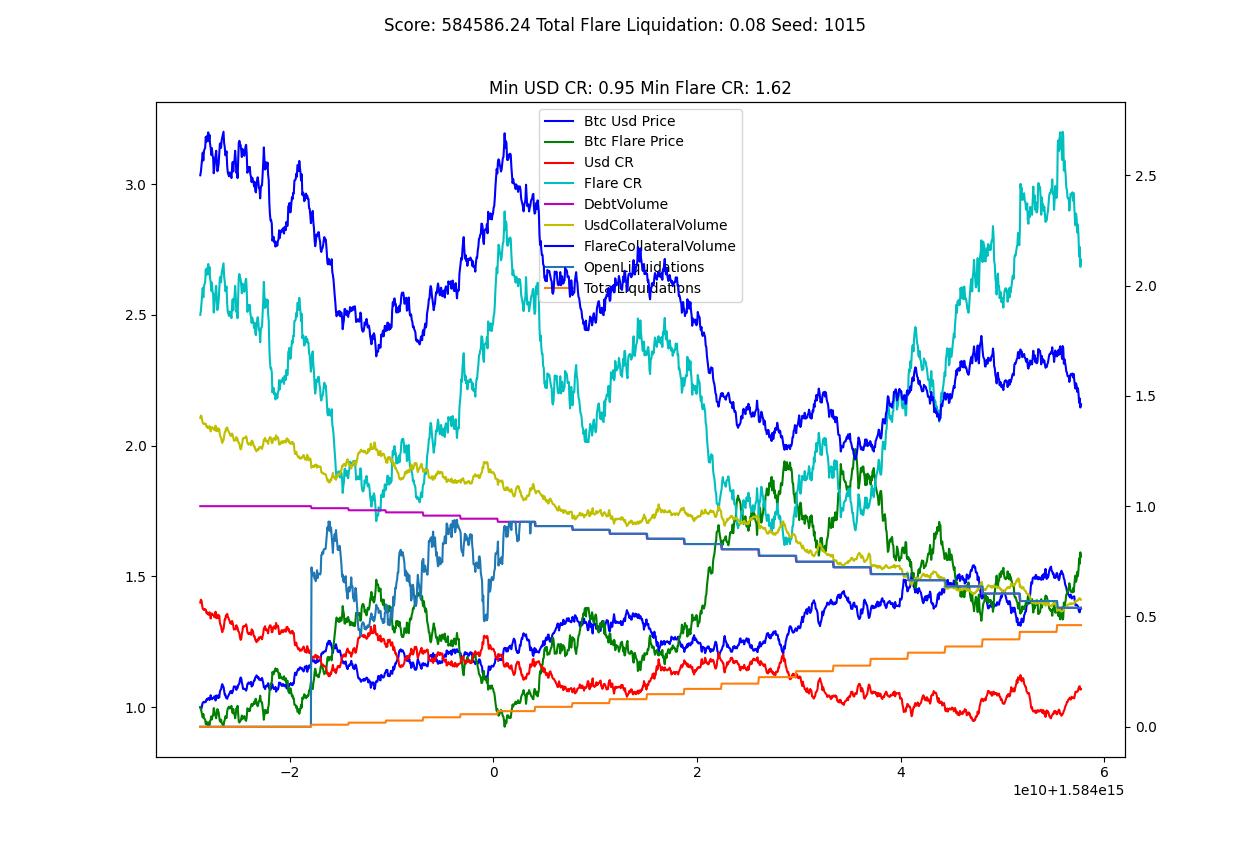 Score: 584586.24 Total Flare Liquidation: 0.08 Seed: 1015
Min USD CR: 0.95 Min Flare CR: 1.62
Btc Usd Price
Btc Flare Price
Usd CR
Flare CR
DebtVolume
UsdCollateralVolume
FlareCollateralVolume
OpenLiquidations
TotalLiquidations
3.0
2.5
2.0
1.5
1.0
2.5
2.0
1.5
1.0
0.5
0.0
−2
0
2
4
6
1e10+1.584e15